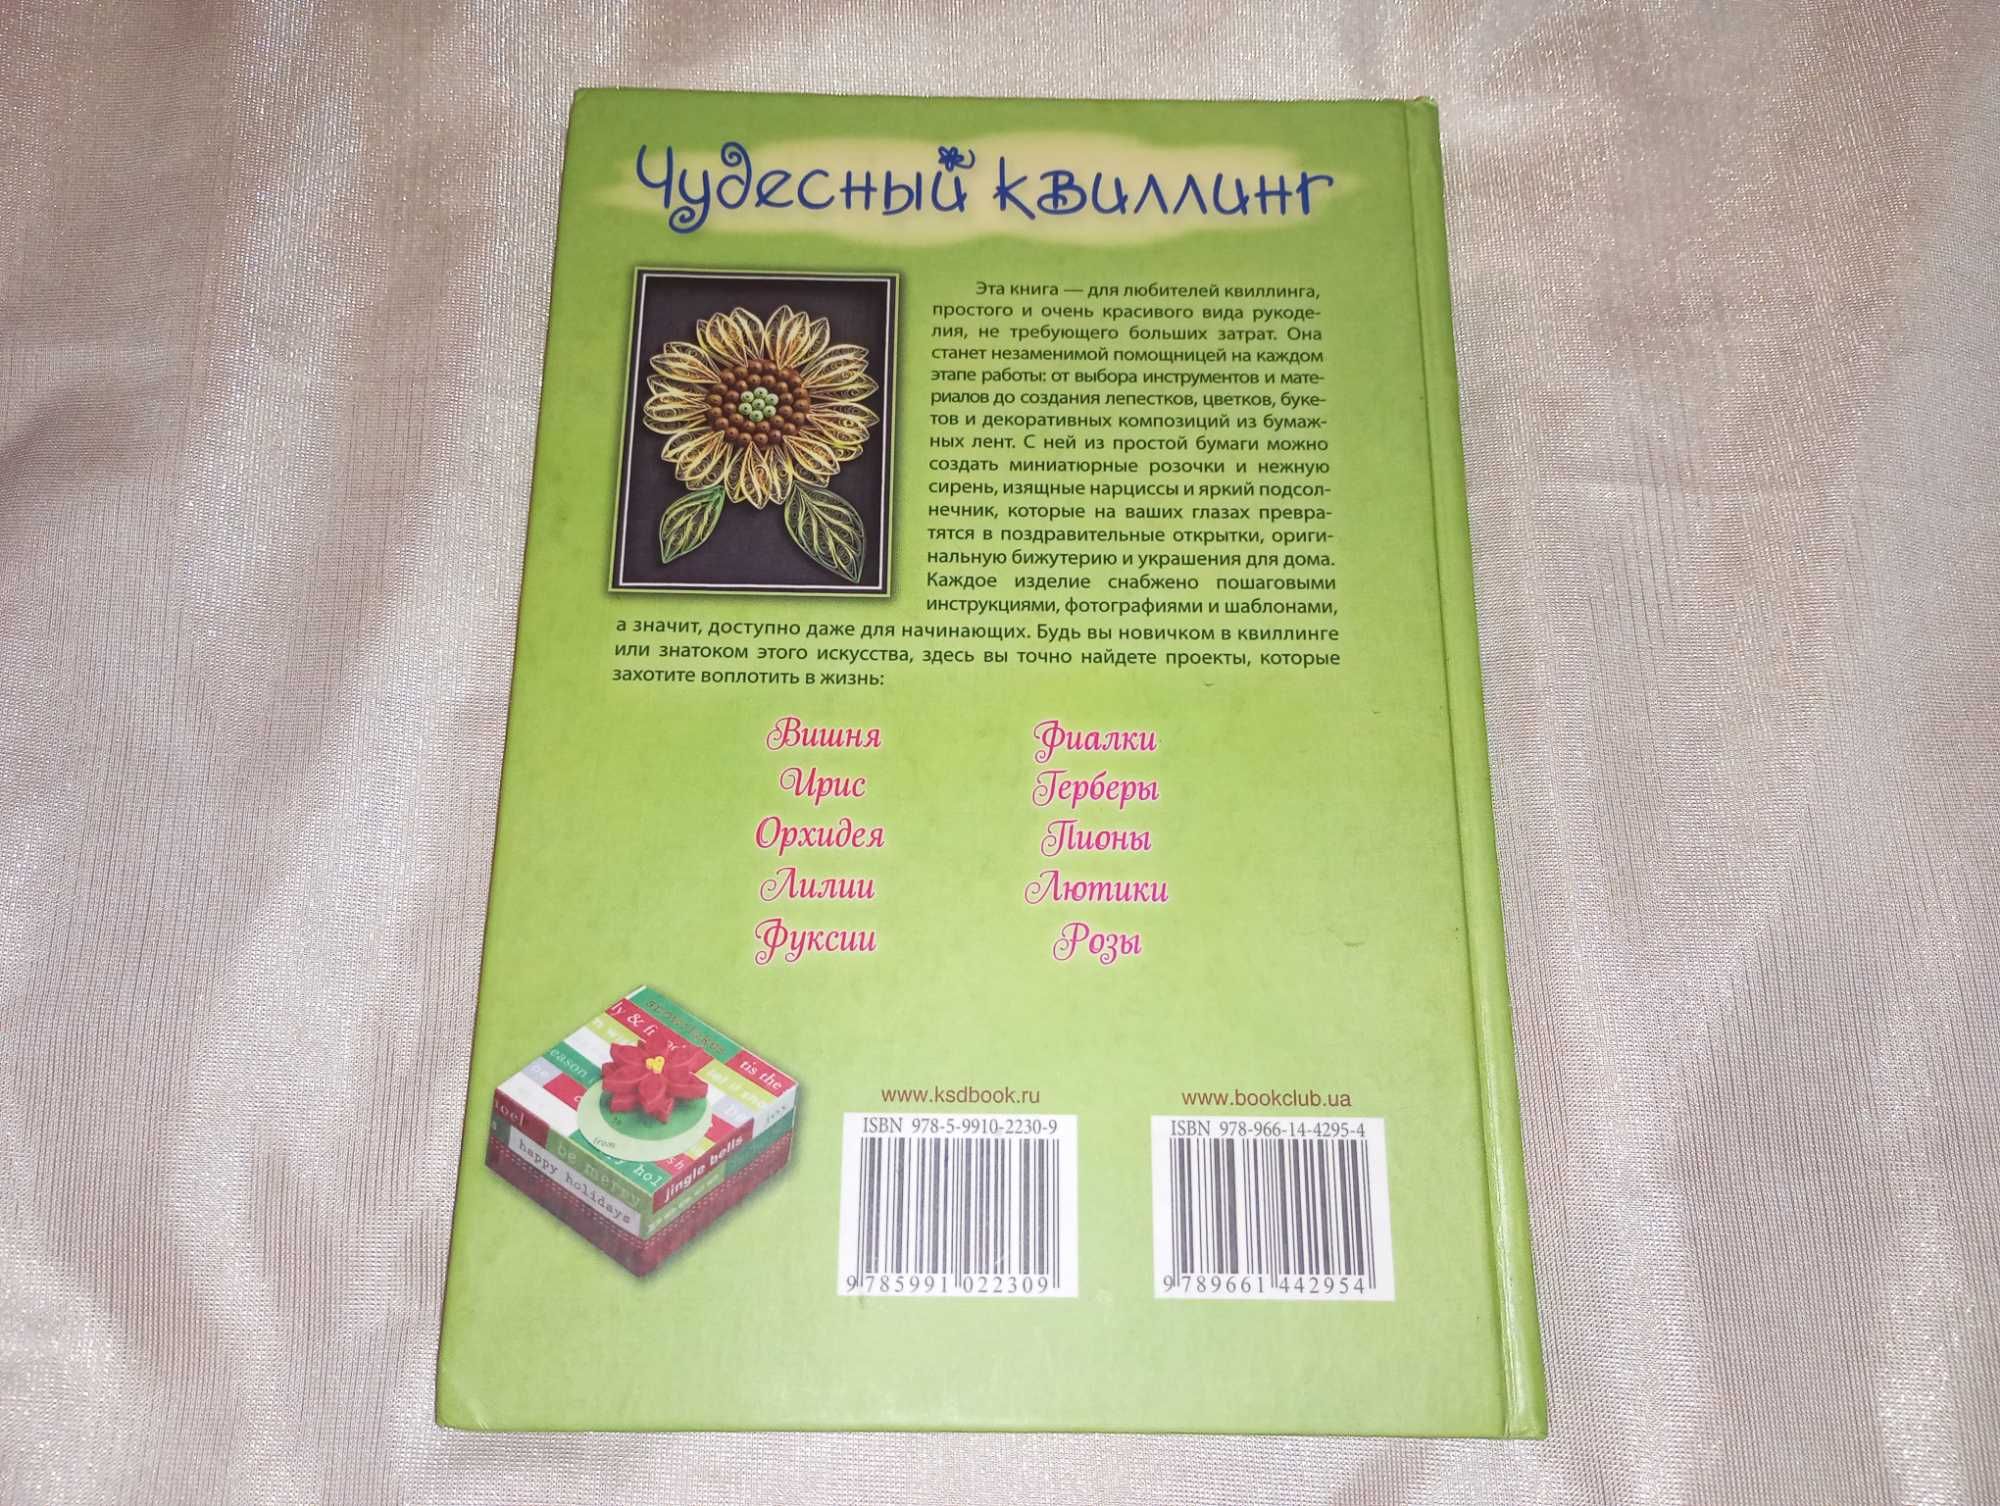 Чудесный квиллинг
Эта книга — для любителей квиллинга,
простого и очень красивого вида рукоде-
лия, не требующего больших затрат. Она
станет незаменимой помощницей на каждом
этапе работы: от выбора инструментов и мате-
риалов до создания лепестков, цветков, буке-
тов и декоративных композиций из бумаж-
ных лент. С ней из простой бумаги можно
создать миниатюрные розочки и нежную
сирень, изящные нарциссы и яркий подсол-
нечник, которые на ваших глазах превра-
тятся в поздравительные открытки, ориги-
нальную бижутерию и украшения для дома.
Каждое изделие снабжено пошаговыми
инструкциями, фотографиями и шаблонами,
а значит, доступно даже для начинающих. Будь вы новичком в квиллинге
или знатоком этого искусства, здесь вы точно найдете проекты, которые
захотите воплотить в жизнь:
Вишня
Ирис
Орхидея
Лилии
Фуксии
Фиалки
Герберы
Пионы
Лютики
Розы
tis the
noel
be merry
happy holidays
jingle bells
from
www.ksdbook.ru
ISBN 978-5-9910-2230-9
9 785991 022309
www.bookclub.ua
ISBN 978-966-14-4295-4
9 789661 442954